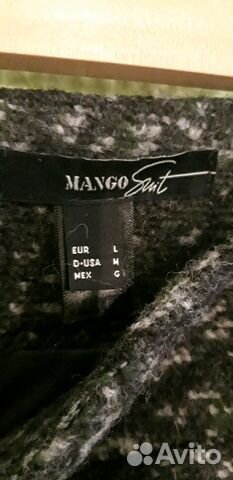 MANGO Suit
EUR L
D-USA M
MEX G
Avito